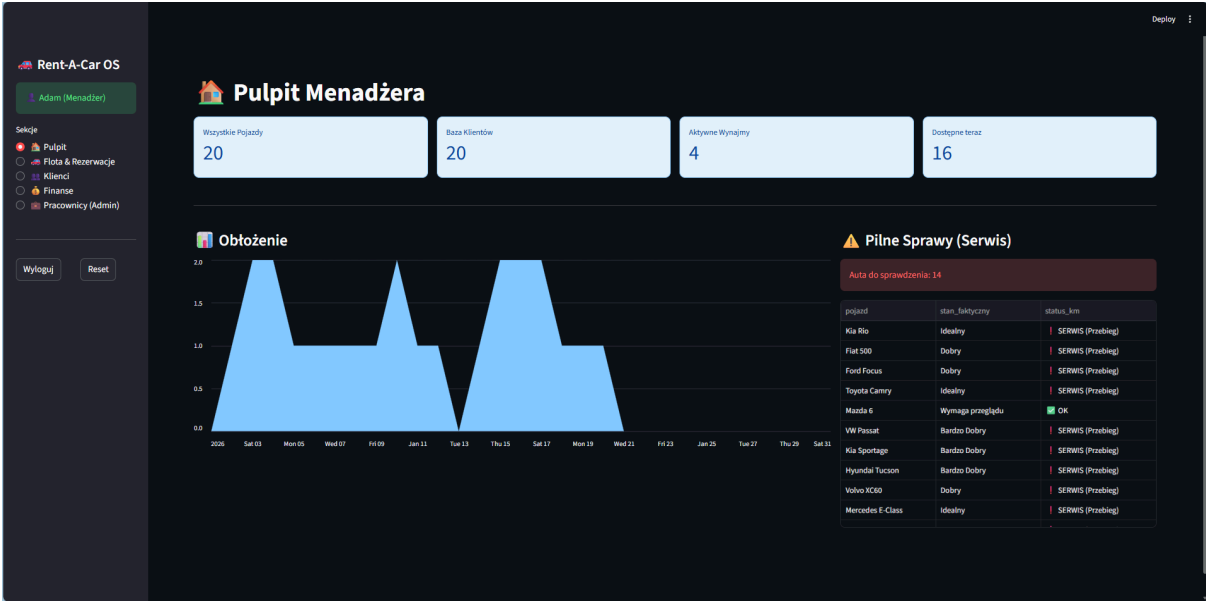 Deploy
Rent-A-Car OS
Adam (Menadżer)
Sekcje
Pulpit
Flota & Rezerwacje
Klienci
Finanse
Pracownicy (Admin)
Wyloguj Reset
Pulpit Menadżera
Wszystkie Pojazdy
20
Baza Klientów
20
Aktywne Wynajmy
4
Dostępne teraz
16
Obłożenie
2.0
1.5
1.0
0.5
0.0
2026 Sat 03 Mon 05 Wed 07 Fri 09 Jan 11 Tue 13 Thu 15 Sat 17 Mon 19 Wed 21 Fri 23 Jan 25 Tue 27 Thu 29 Sat 31
Pilne Sprawy (Serwis)
Auta do sprawdzenia: 14
pojazd stan_faktyczny status_km
Kia Rio Idealny ❗ SERWIS (Przebieg)
Fiat 500 Dobry ❗ SERWIS (Przebieg)
Ford Focus Dobry ❗ SERWIS (Przebieg)
Toyota Camry Idealny ❗ SERWIS (Przebieg)
Mazda 6 Wymaga przeglądu ✅ OK
VW Passat Bardzo Dobry ❗ SERWIS (Przebieg)
Kia Sportage Bardzo Dobry ❗ SERWIS (Przebieg)
Hyundai Tucson Bardzo Dobry ❗ SERWIS (Przebieg)
Volvo XC60 Dobry ❗ SERWIS (Przebieg)
Mercedes E-Class Idealny ❗ SERWIS (Przebieg)